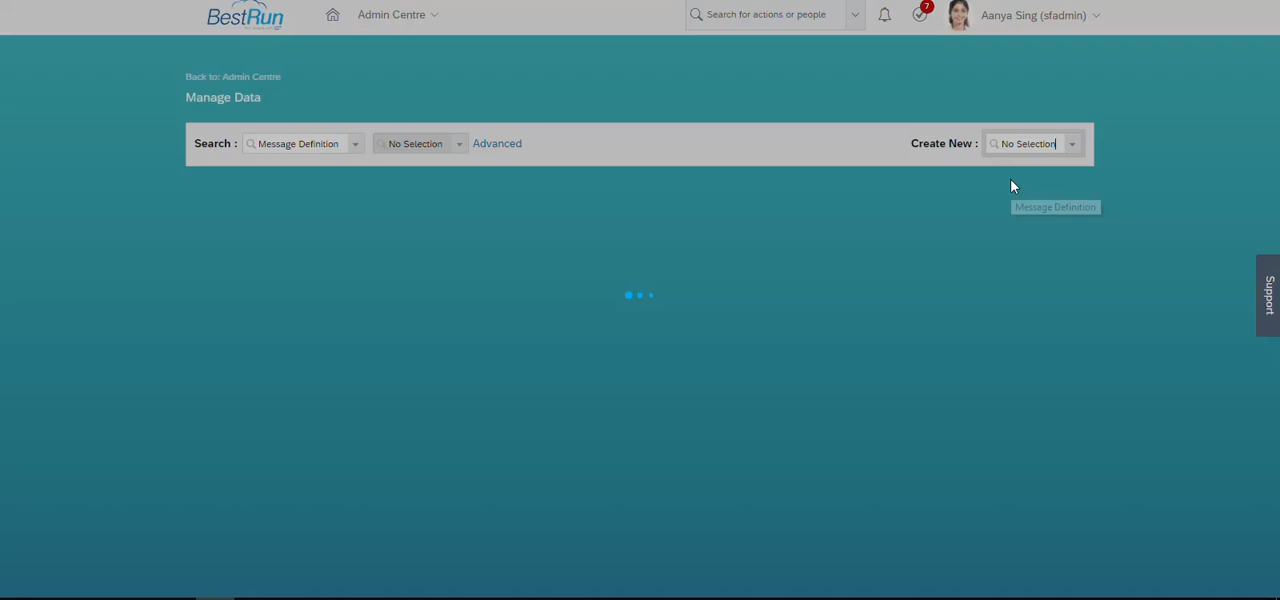 BestRun
Admin Centre
Search for actions or people
7
Aanya Sing (sfadmin)
Back to: Admin Centre
Manage Data
Search :
Message Definition
No Selection
Advanced
Create New :
No Selection
Message Definition
Support